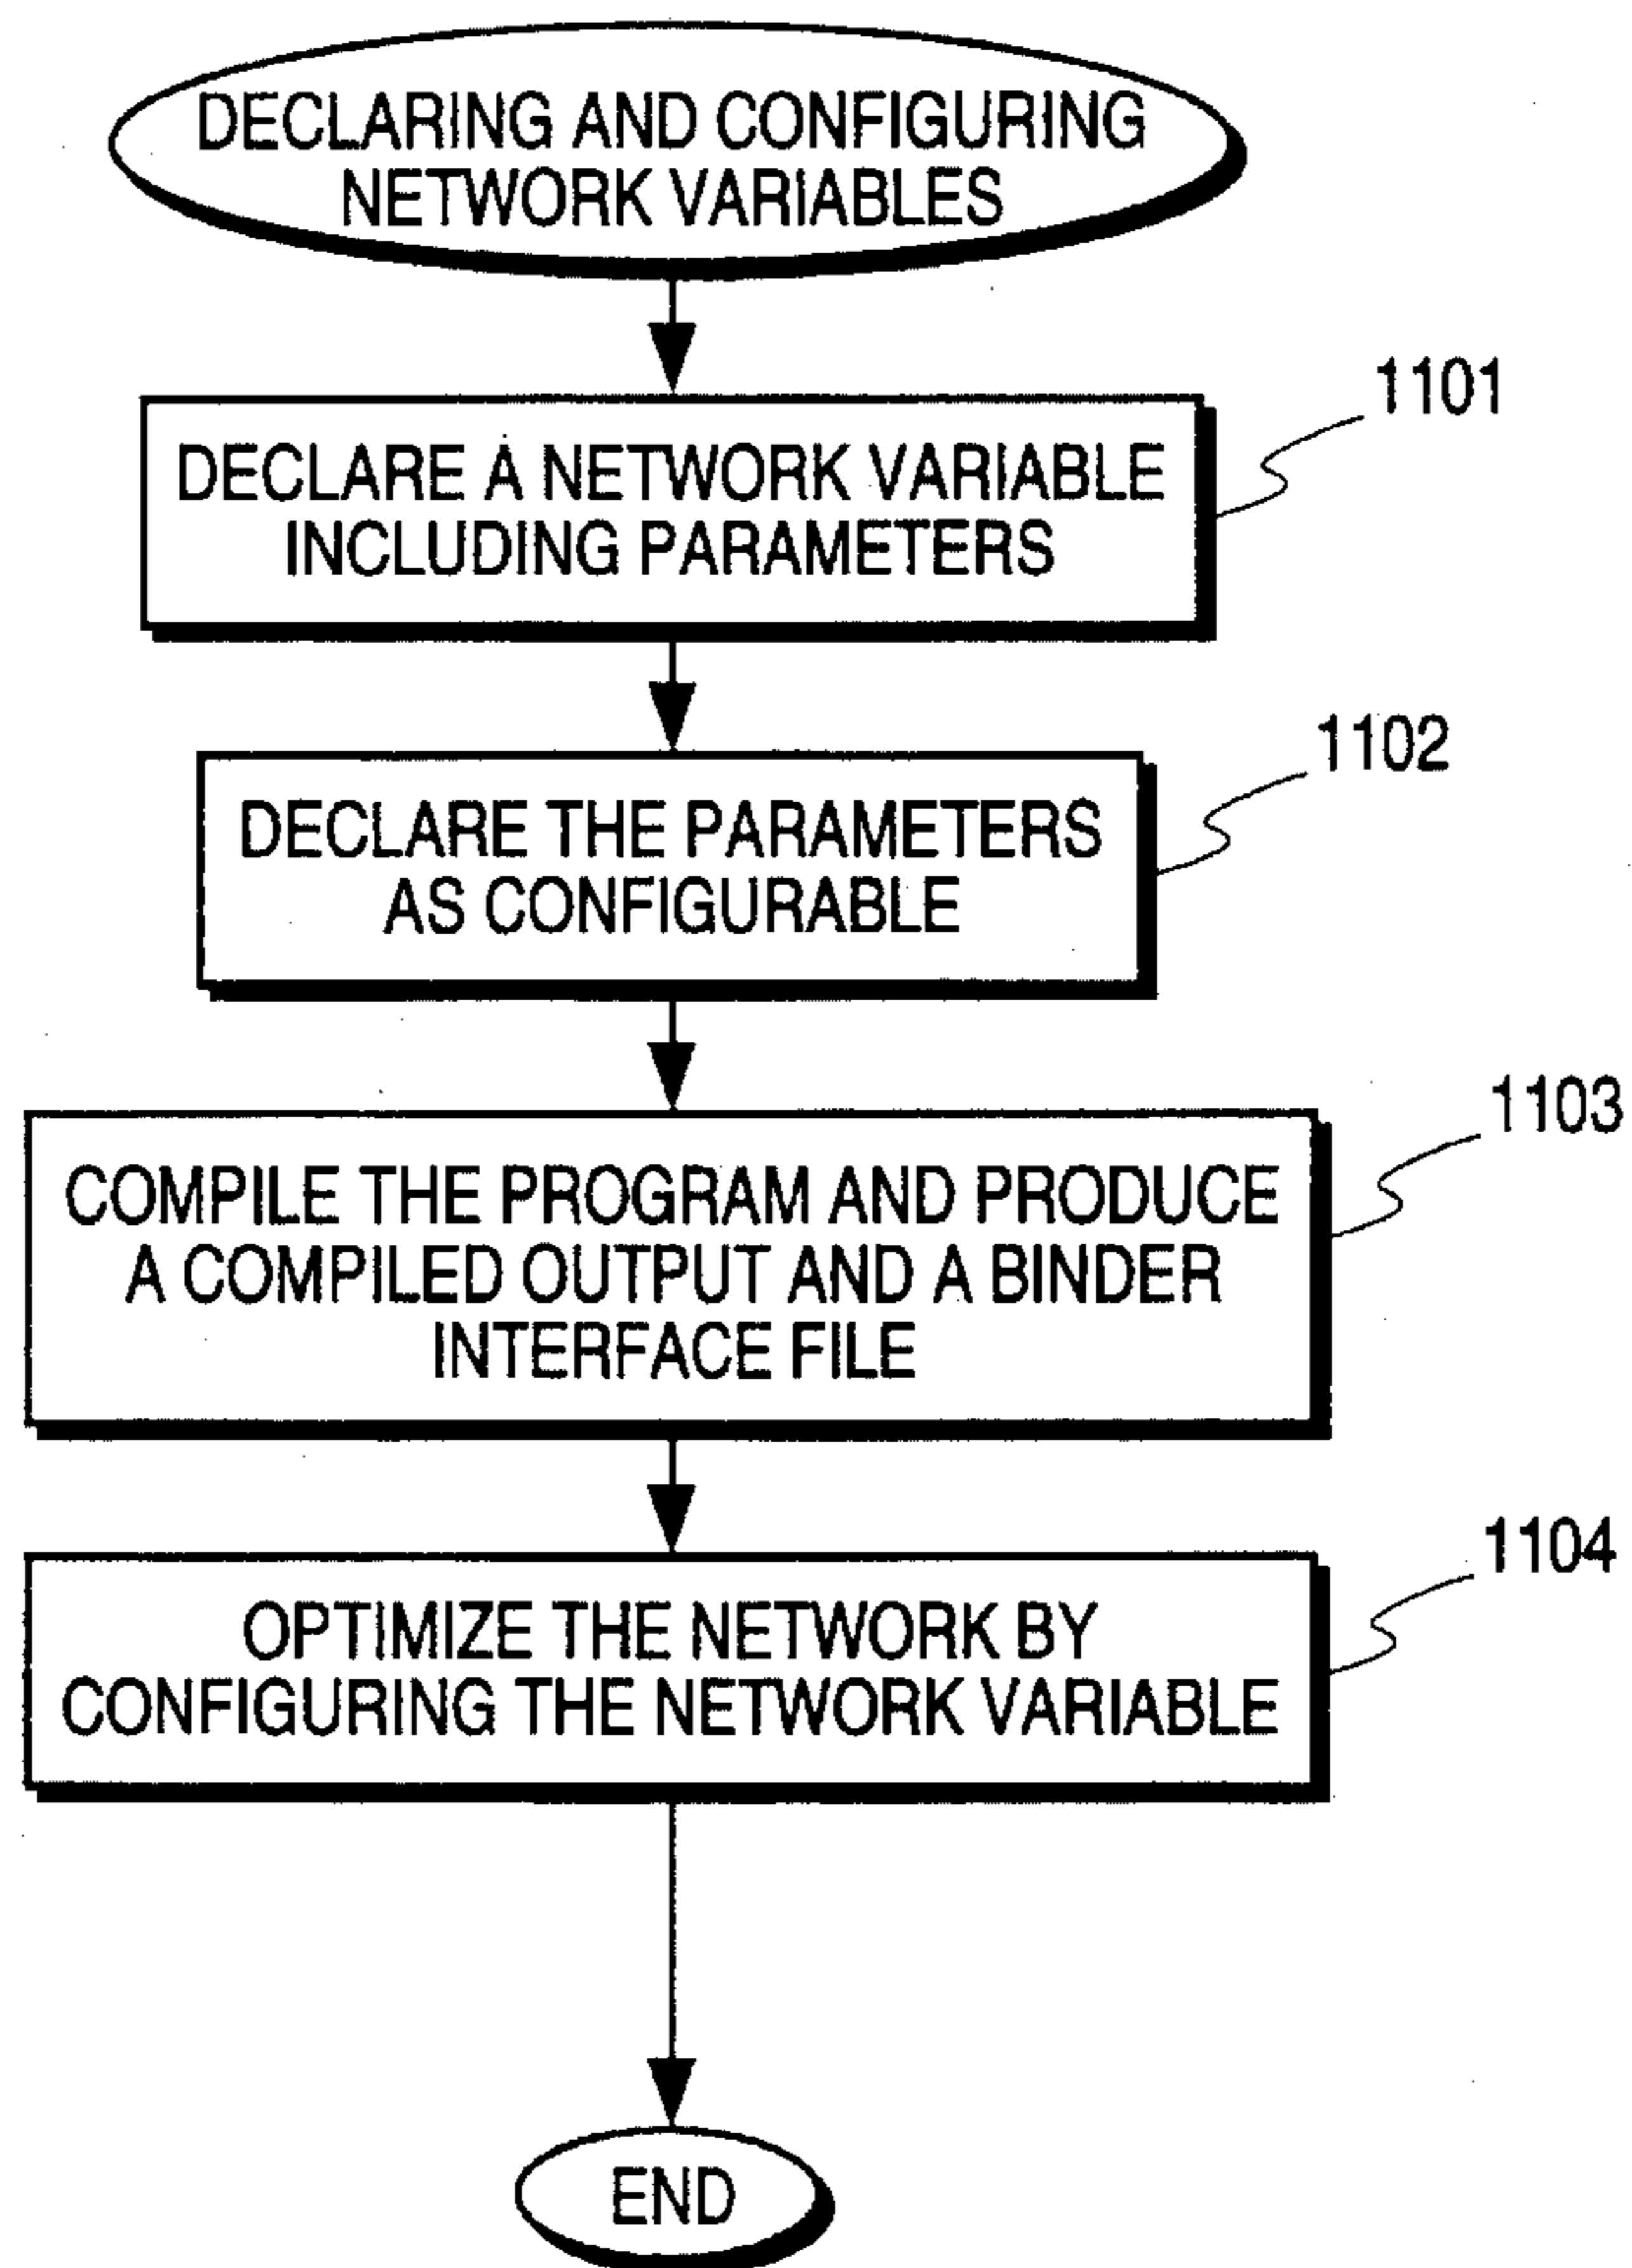 DECLARING AND CONFIGURING
NETWORK VARIABLES
1101
DECLARE A NETWORK VARIABLE
INCLUDING PARAMETERS
1102
DECLARE THE PARAMETERS
AS CONFIGURABLE
1103
COMPILE THE PROGRAM AND PRODUCE
A COMPILED OUTPUT AND A BINDER
INTERFACE FILE
1104
OPTIMIZE THE NETWORK BY
CONFIGURING THE NETWORK VARIABLE
END